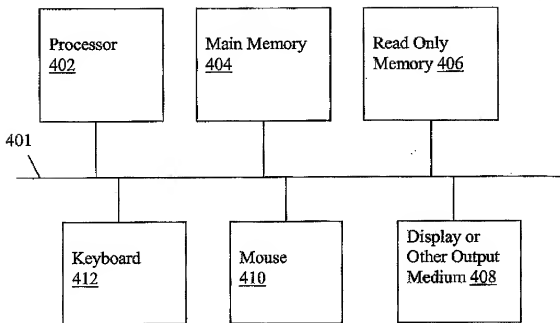 Processor
402
Main Memory
404
Read Only
Memory 406
401
Keyboard
412
Mouse
410
Display or
Other Output
Medium 408